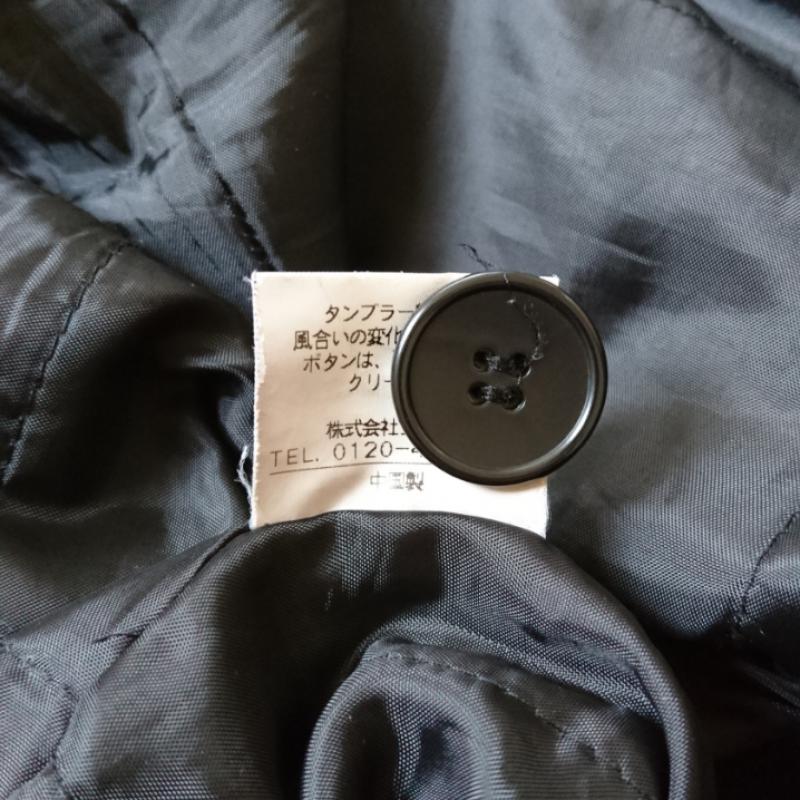 タンブラー
風合いの変化
ボタンは、
クリー
株式会社
TEL. 0120-4
中国製